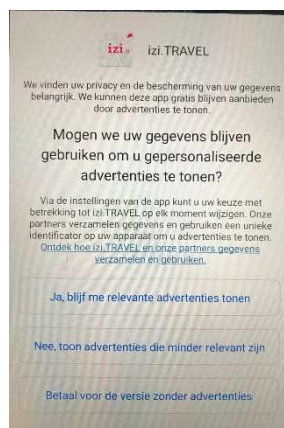 izi. izi.TRAVEL
We vinden uw privacy en de bescherming van uw gegevens
belangrijk. We kunnen deze app gratis blijven aanbieden
door advertenties te tonen.
Mogen we uw gegevens blijven
gebruiken om u gepersonaliseerde
advertenties te tonen?
Via de instellingen van de app kunt u uw keuze met
betrekking tot izi.TRAVEL op elk moment wijzigen. Onze
partners verzamelen gegevens en gebruiken een unieke
identificator op uw apparaat om u advertenties te tonen.
Ontdek hoe izi.TRAVEL en onze partners gegevens
verzamelen en gebruiken.
Ja, blijf me relevante advertenties tonen
Nee, toon advertenties die minder relevant zijn
Betaal voor de versie zonder advertenties